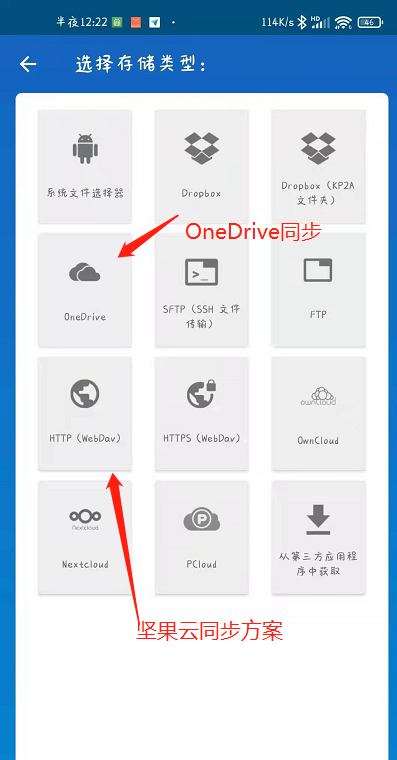 半夜12:22 114K/s HD 46
选择存储类型：
系统文件选择器
Dropbox
Dropbox (KP2A
文件夹)
OneDrive同步
OneDrive
SFTP (SSH 文件
传输)
FTP
HTTP (WebDav)
HTTPS (WebDav)
ownCloud
OwnCloud
Nextcloud
Nextcloud
PCloud
从第三方应用程
序中获取
坚果云同步方案